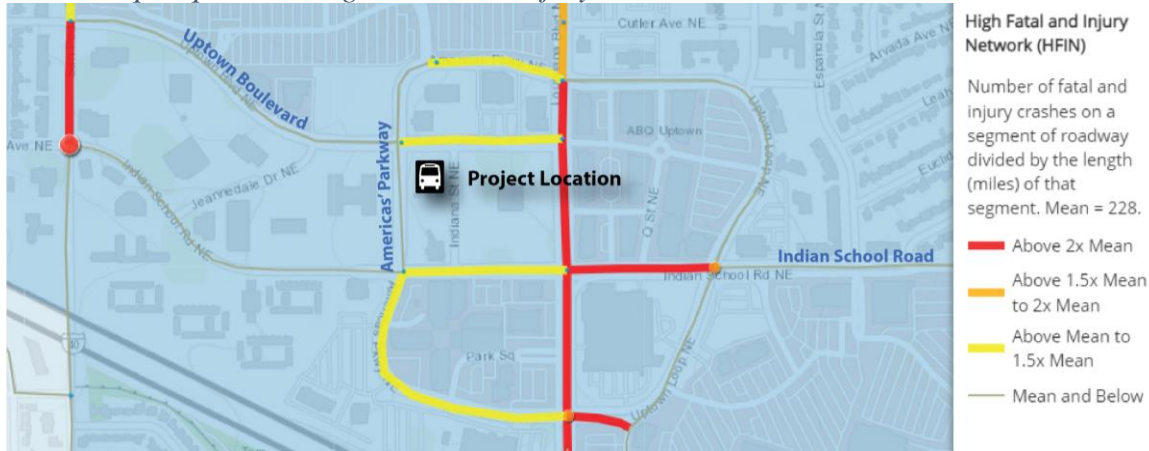 Cutler Ave NE
Espanola St NE
Arvada Ave NE
Uptown Boulevard
ABQ Uptown
Uptown Loop NE
Ave NE
Jeannedale Dr NE
Americas' Parkway
Indiana St NE
Project Location
Q St NE
Indian School Rd NE
Indian School Road
Indian School Rd NE
Park Sq
Uptown Loop NE
40
High Fatal and Injury
Network (HFIN)
Number of fatal and
injury crashes on a
segment of roadway
divided by the length
(miles) of that
segment. Mean = 228.
Above 2x Mean
Above 1.5x Mean
to 2x Mean
Above Mean to
1.5x Mean
Mean and Below